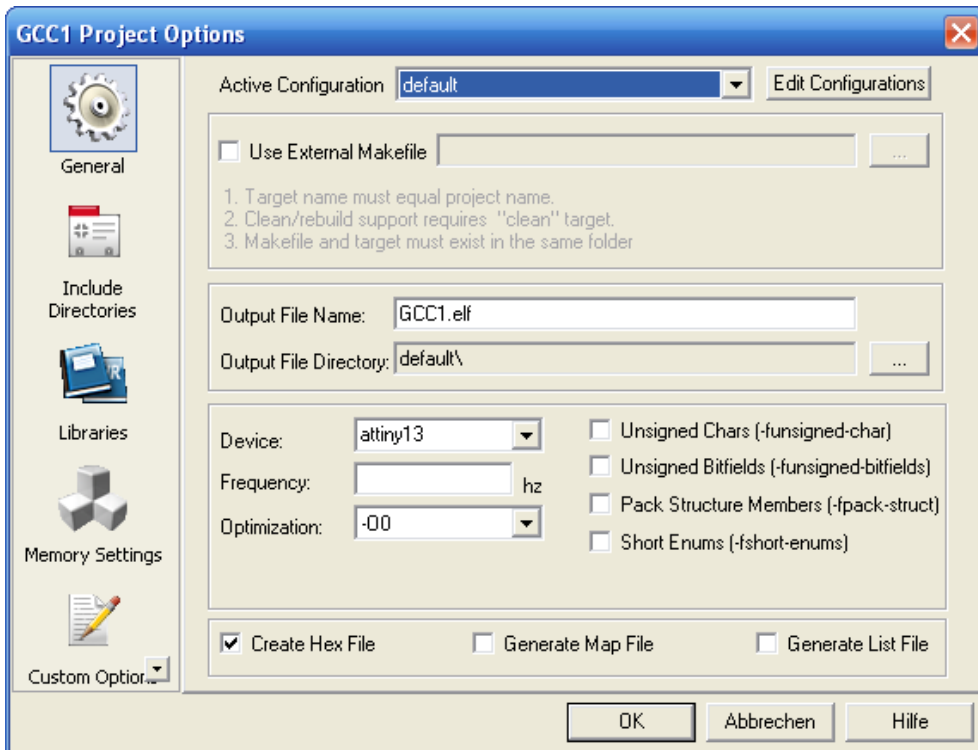 GCC1 Project Options
General
Include
Directories
Libraries
Memory Settings
Active Configuration default Edit Configurations
Use External Makefile ...
1. Target name must equal project name.
2. Clean/rebuild support requires "clean" target.
3. Makefile and target must exist in the same folder
Output File Name: GCC1.elf
Output File Directory: default\ ...
Device: attiny13
Frequency: hz
Optimization: -O0
Unsigned Chars (-funsigned-char)
Unsigned Bitfields (-funsigned-bitfields)
Pack Structure Members (-fpack-struct)
Short Enums (-fshort-enums)
Create Hex File Generate Map File Generate List File
Custom Option
OK Abbrechen Hilfe